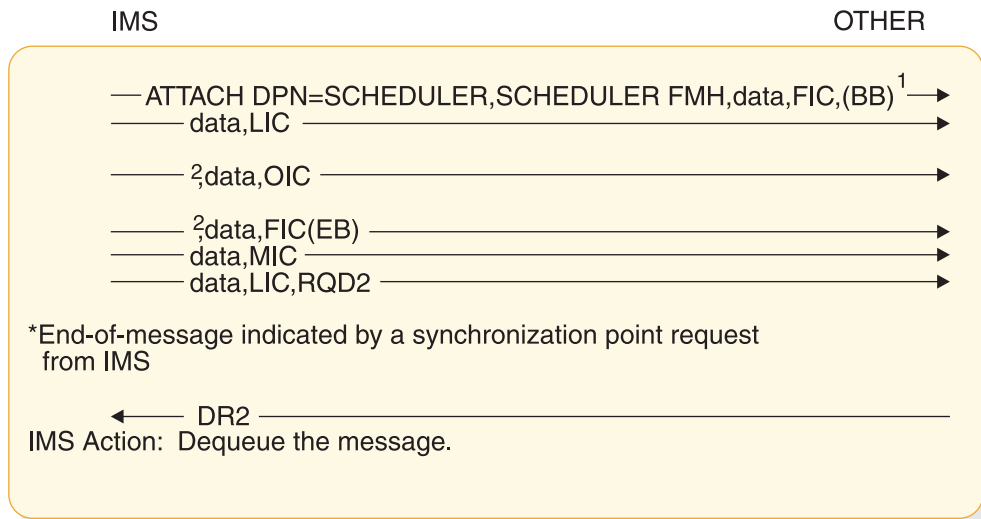 IMS OTHER
ATTACH DPN=SCHEDULER,SCHEDULER FMH,data,FIC,(BB)1
data,LIC
2,data,OIC
2,data,FIC(EB)
data,MIC
data,LIC,RQD2
*End-of-message indicated by a synchronization point request
from IMS
DR2
IMS Action: Dequeue the message.